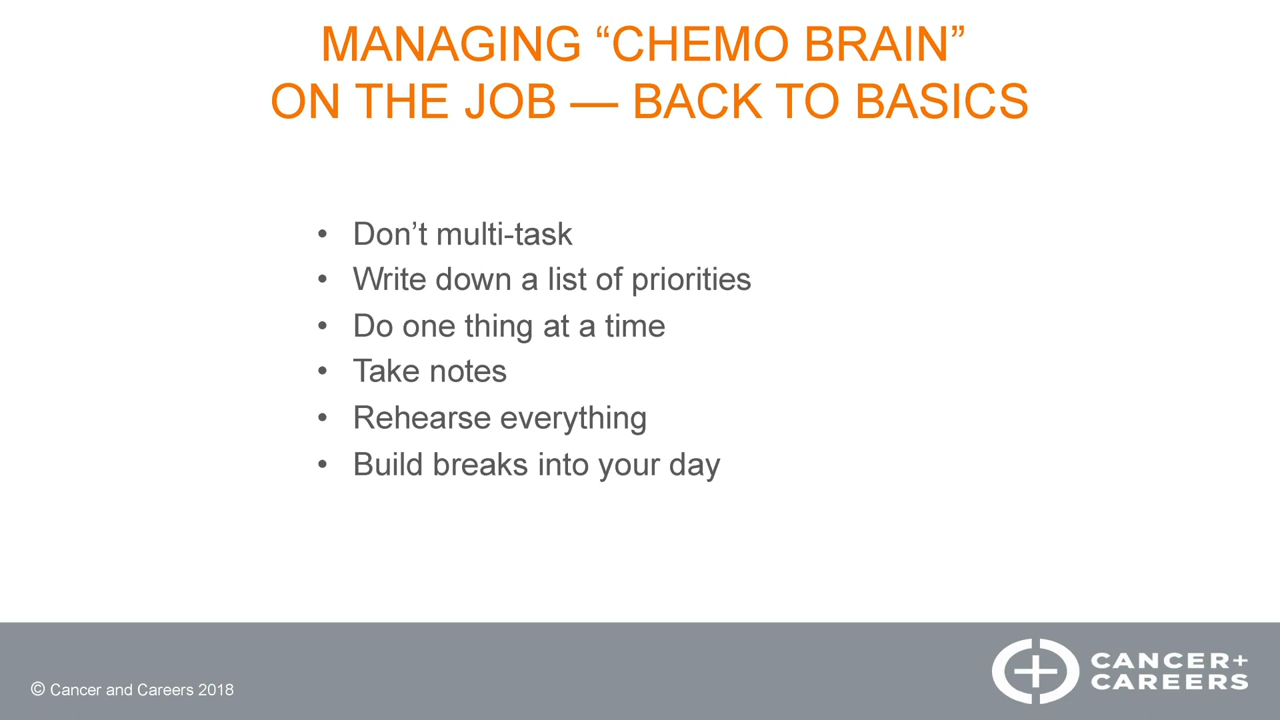 MANAGING “CHEMO BRAIN”
ON THE JOB — BACK TO BASICS
• Don’t multi-task
• Write down a list of priorities
• Do one thing at a time
• Take notes
• Rehearse everything
• Build breaks into your day
© Cancer and Careers 2018
CANCER+
CAREERS